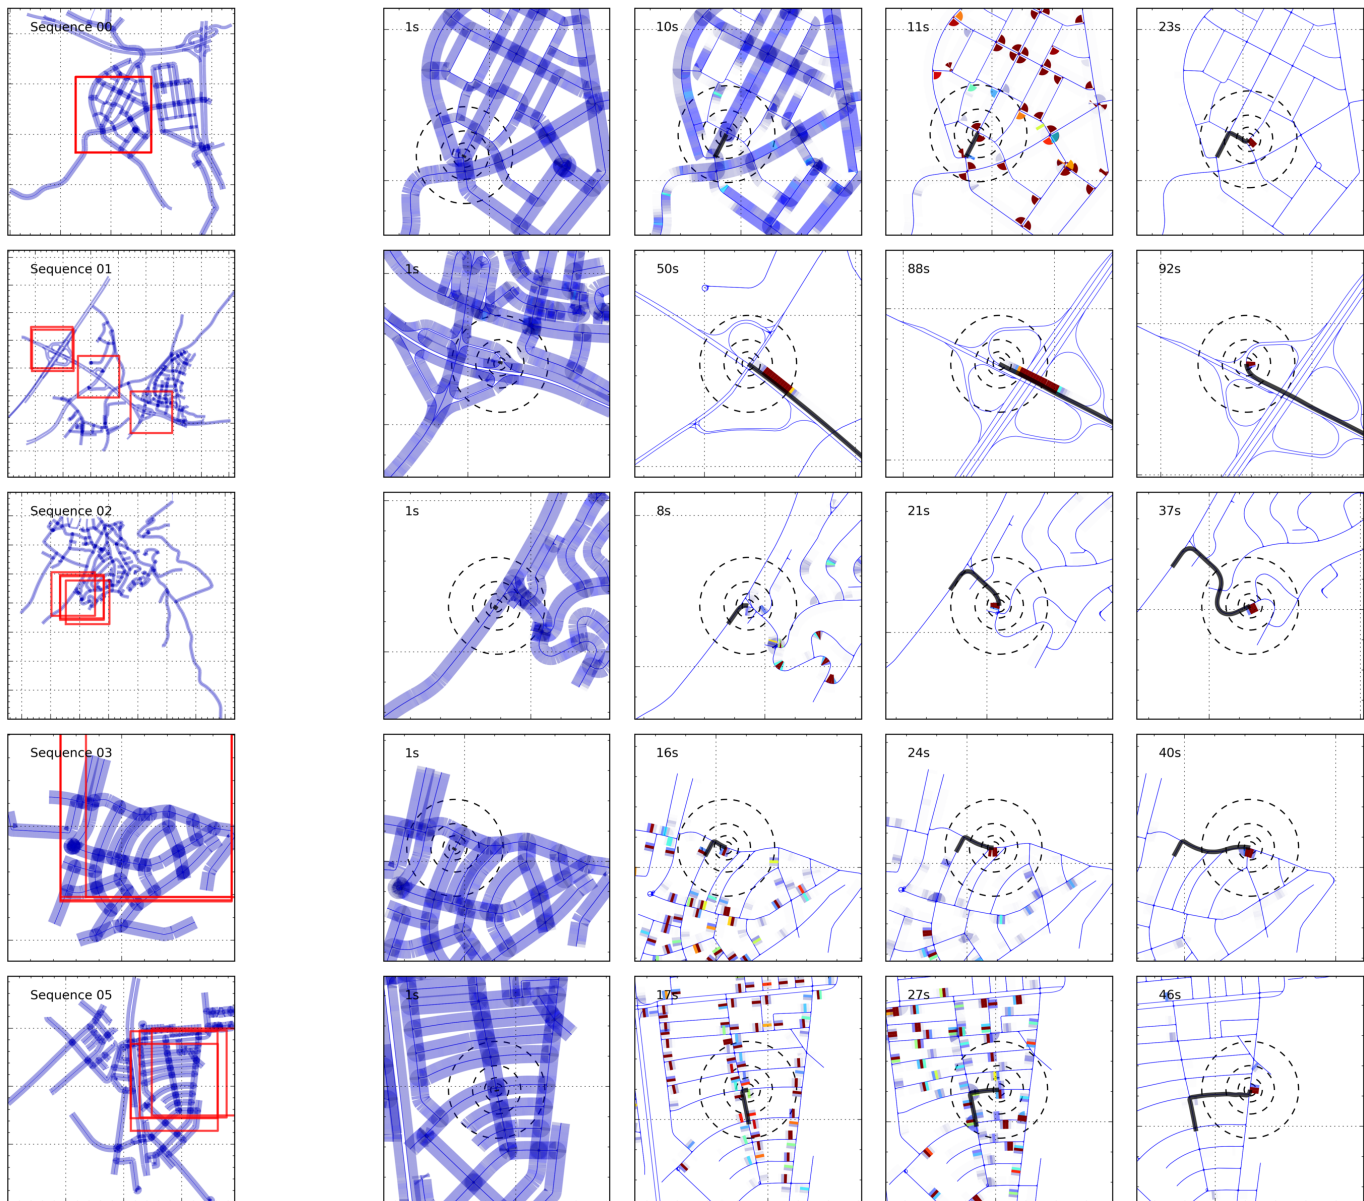 Sequence 00 1s 10s 11s 23s
Sequence 01 1s 50s 88s 92s
Sequence 02 1s 8s 21s 37s
Sequence 03 1s 16s 24s 40s
Sequence 05 1s 17s 27s 46s